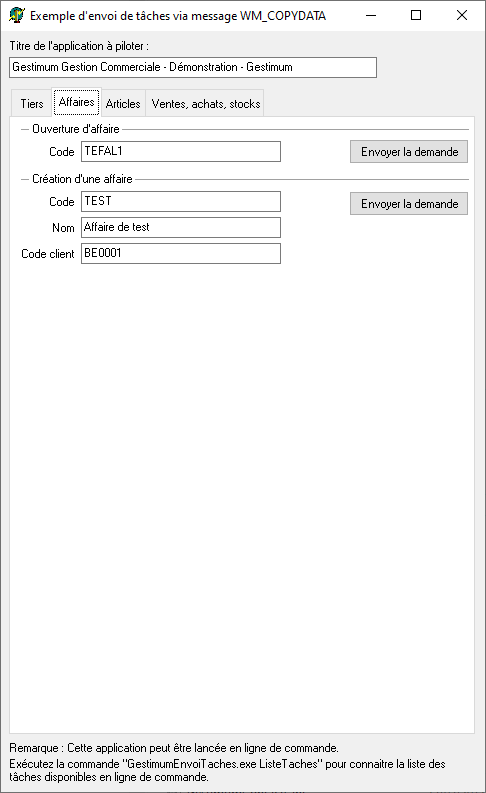 Exemple d'envoi de tâches via message WM_COPYDATA
Titre de l'application à piloter :
Gestimum Gestion Commerciale - Démonstration - Gestimum
Tiers Affaires Articles Ventes, achats, stocks
Ouverture d'affaire
Code TEFAL1 Envoyer la demande
Création d'une affaire
Code TEST Envoyer la demande
Nom Affaire de test
Code client BE0001
Remarque : Cette application peut être lancée en ligne de commande.
Exécutez la commande "GestimumEnvoiTaches.exe ListeTaches" pour connaitre la liste des
tâches disponibles en ligne de commande.